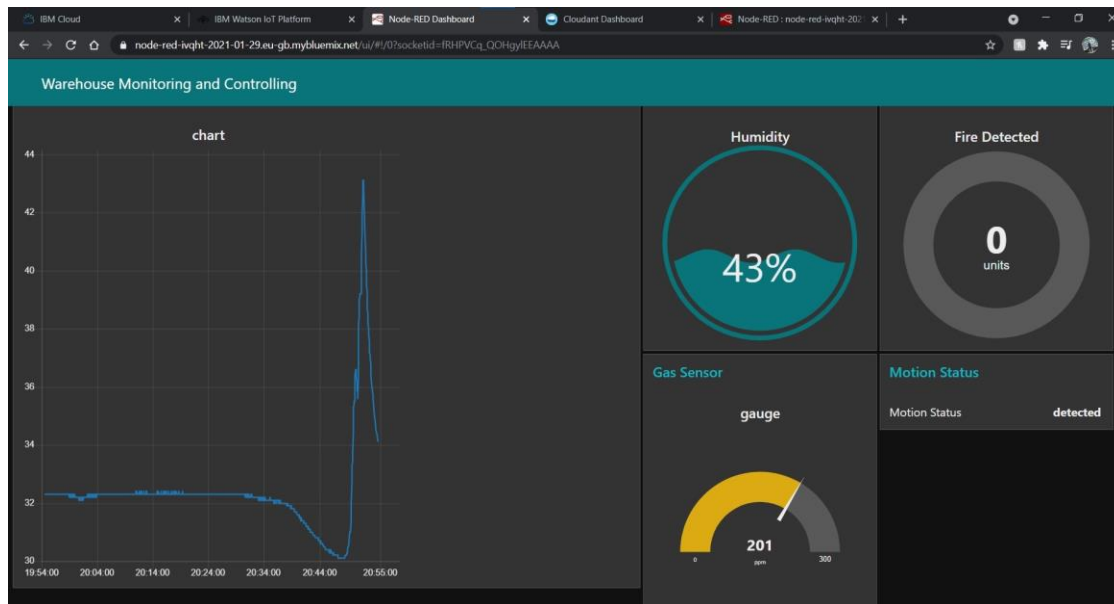 IBM Cloud
IBM Watson IoT Platform
Node-RED Dashboard
Cloudant Dashboard
Node-RED : node-red-ivqht-202
node-red-ivqht-2021-01-29.eu-gb.mybluemix.net/ui/#!/0?socketid=fRHPVCq_QOHgylEEAAAA
Warehouse Monitoring and Controlling
chart
44
42
40
38
36
34
32
30
19:54:00 20:04:00 20:14:00 20:24:00 20:34:00 20:44:00 20:55:00
Humidity
43%
Fire Detected
0
units
Gas Sensor
gauge
201
ppm
0
300
Motion Status
Motion Status detected